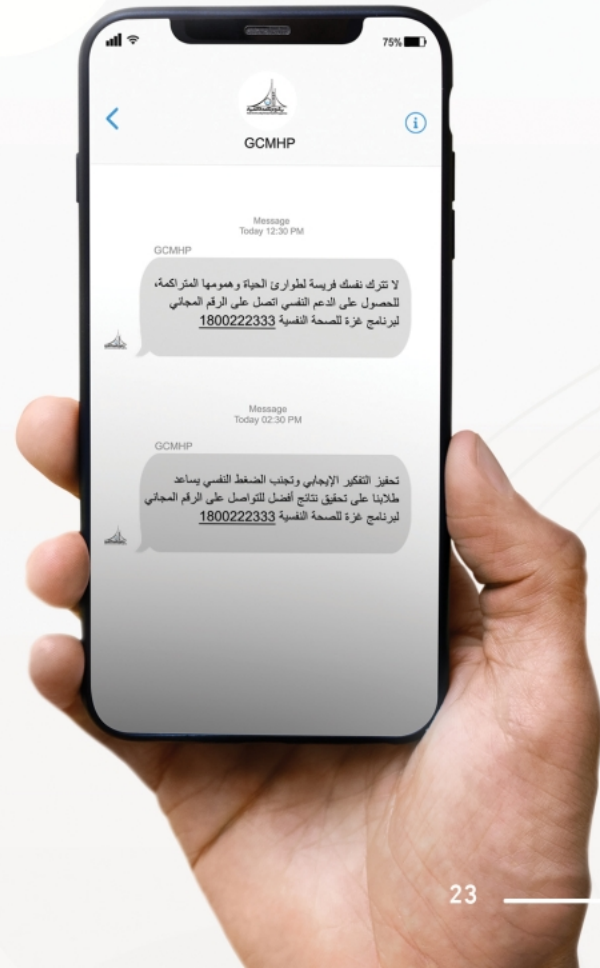 75%
GCMHP
Message
Today 12:30 PM
GCMHP
لا تترك نفسك فريسة لطوارئ الحياة وهمومها المتراكمة،
للحصول على الدعم النفسي اتصل على الرقم المجاني
لبرنامج غزة للصحة النفسية 1800222333
Message
Today 02:30 PM
GCMHP
تحفيز التفكير الإيجابي وتجنب الضغط النفسي يساعد
طلابنا على تحقيق نتائج أفضل للتواصل على الرقم المجاني
لبرنامج غزة للصحة النفسية 1800222333
23